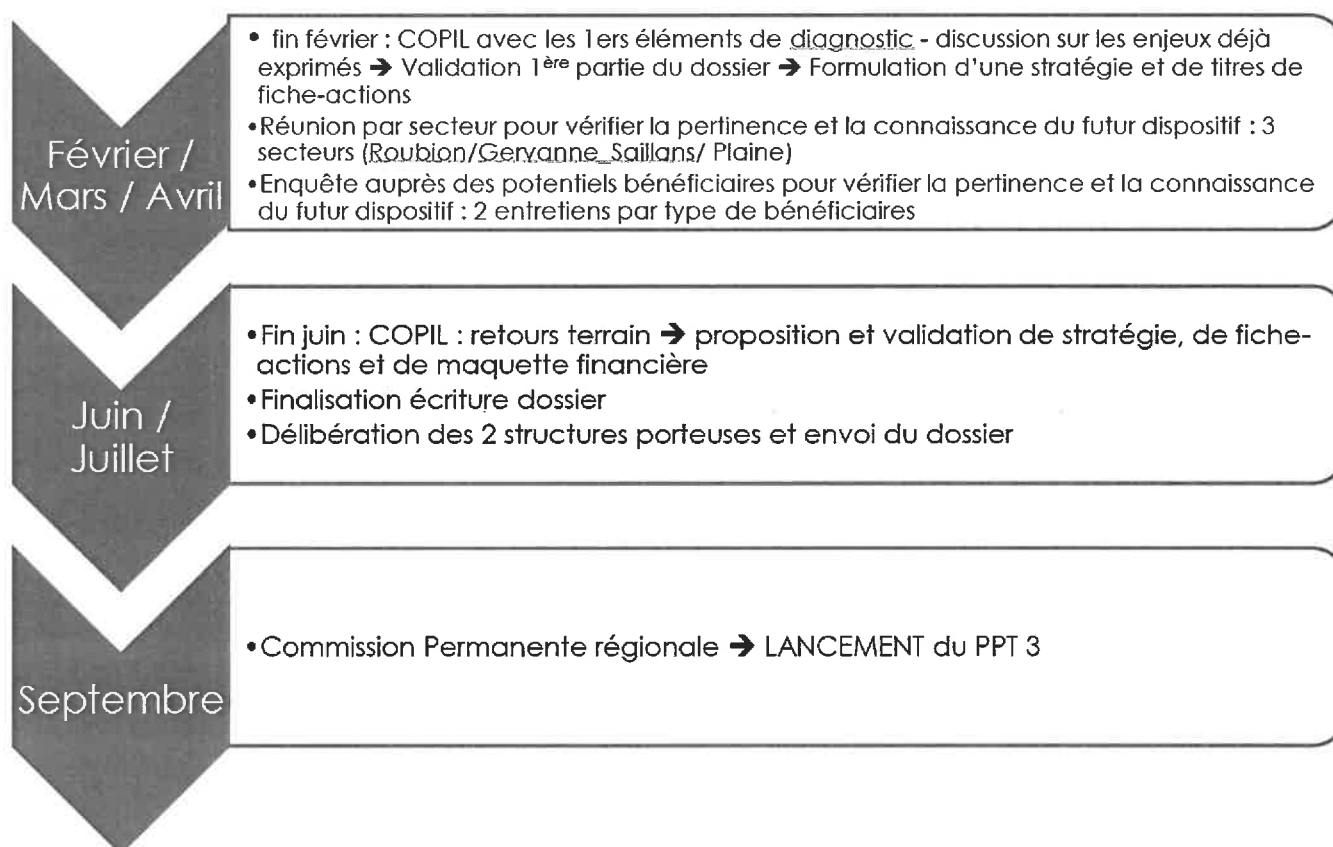 Février /
Mars / Avril
• fin février : COPIL avec les 1ers éléments de diagnostic - discussion sur les enjeux déjà
exprimés ➔ Validation 1ère partie du dossier ➔ Formulation d'une stratégie et de titres de
fiche-actions
•Réunion par secteur pour vérifier la pertinence et la connaissance du futur dispositif : 3
secteurs (Roubion/Gervanne_Saillans/ Plaine)
•Enquête auprès des potentiels bénéficiaires pour vérifier la pertinence et la connaissance
du futur dispositif : 2 entretiens par type de bénéficiaires
Juin /
Juillet
•Fin juin : COPIL : retours terrain ➔ proposition et validation de stratégie, de fiche-
actions et de maquette financière
•Finalisation écriture dossier
•Délibération des 2 structures porteuses et envoi du dossier
Septembre
•Commission Permanente régionale ➔ LANCEMENT du PPT 3